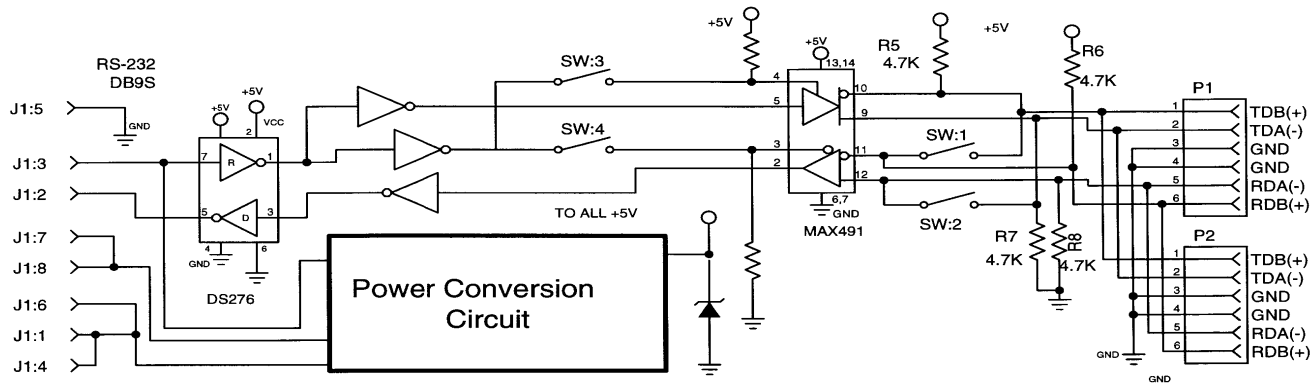 +5V
+5V
R5
4.7K
+5V
R6
4.7K
RS-232
DB9S
SW:3
+5V
13,14
4
10
P1
J1:5
GND
+5V
+5V
2
VCC
5
9
1
TDB(+)
2
TDA(-)
SW:4
SW:1
3
GND
J1:3
7
R
1
3
11
4
GND
2
12
5
RDA(-)
J1:2
5
D
3
6
RDB(+)
TO ALL +5V
6,7
GND
SW:2
MAX491
J1:7
4
6
GND
R7
4.7K
R8
4.7K
P2
1
TDB(+)
J1:8
2
TDA(-)
DS276
Power Conversion
Circuit
3
GND
J1:6
4
GND
J1:1
5
RDA(-)
J1:4
GND
6
RDB(+)
GND